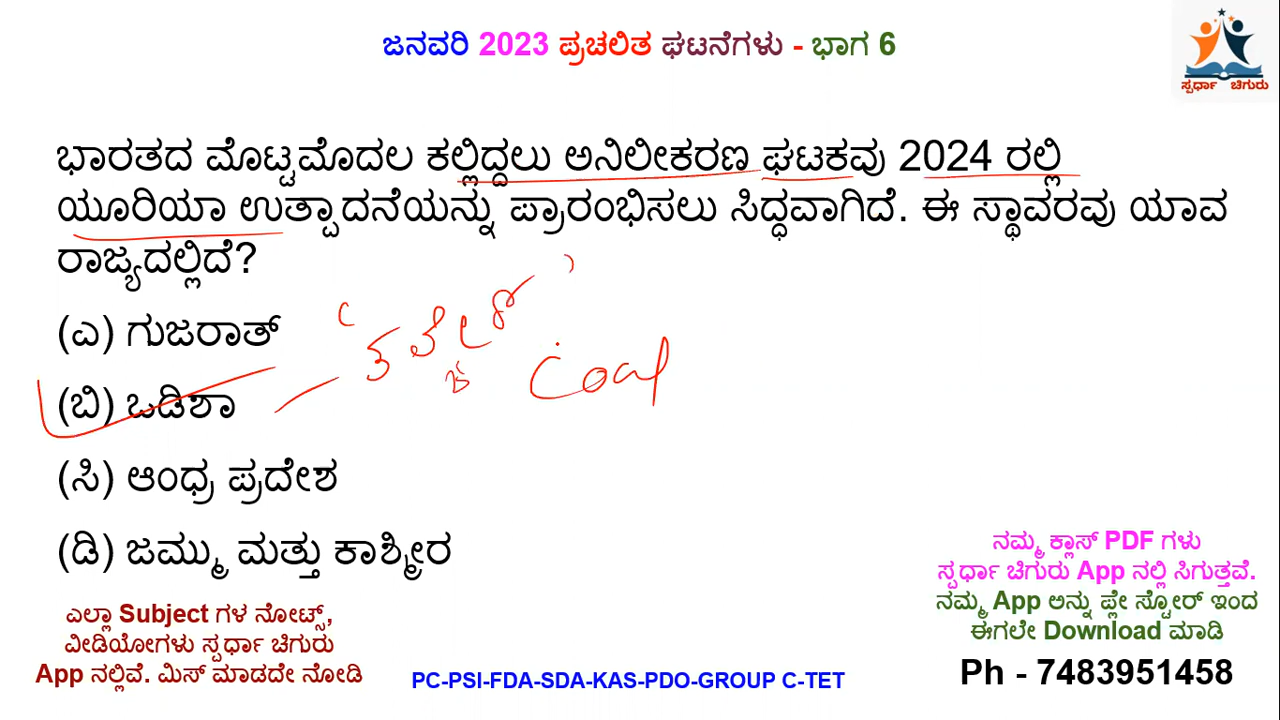 ಜನವರಿ 2023 ಪ್ರಚಲಿತ ಘಟನೆಗಳು - ಭಾಗ 6
ಸ್ಪರ್ಧಾ ಚಿಗುರು
ಭಾರತದ ಮೊಟ್ಟಮೊದಲ ಕಲ್ಲಿದ್ದಲು ಅನಿಲೀಕರಣ ಘಟಕವು 2024 ರಲ್ಲಿ
ಯೂರಿಯಾ ಉತ್ಪಾದನೆಯನ್ನು ಪ್ರಾರಂಭಿಸಲು ಸಿದ್ಧವಾಗಿದೆ. ಈ ಸ್ಥಾವರವು ಯಾವ
ರಾಜ್ಯದಲ್ಲಿದೆ?
(ಎ) ಗುಜರಾತ್
(ಬಿ) ಒಡಿಶಾ
Coal
(ಸಿ) ಆಂಧ್ರ ಪ್ರದೇಶ
(ಡಿ) ಜಮ್ಮು ಮತ್ತು ಕಾಶ್ಮೀರ
ಎಲ್ಲಾ Subject ಗಳ ನೋಟ್ಸ್,
ವೀಡಿಯೋಗಳು ಸ್ಪರ್ಧಾ ಚಿಗುರು
App ನಲ್ಲಿವೆ. ಮಿಸ್ ಮಾಡದೇ ನೋಡಿ
PC-PSI-FDA-SDA-KAS-PDO-GROUP C-TET
ನಮ್ಮ ಕ್ಲಾಸ್ PDF ಗಳು
ಸ್ಪರ್ಧಾ ಚಿಗುರು App ನಲ್ಲಿ ಸಿಗುತ್ತವೆ.
ನಮ್ಮ App ಅನ್ನು ಪ್ಲೇ ಸ್ಟೋರ್ ಇಂದ
ಈಗಲೇ Download ಮಾಡಿ
Ph - 7483951458